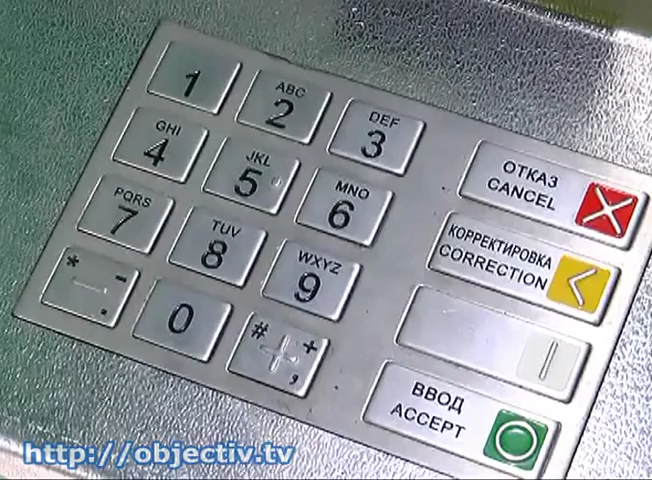 1
ABC
2
DEF
3
GHI
4
JKL
5
MNO
6
PQRS
7
TUV
8
WXYZ
9
* - .
0
# + ,
ОТКАЗ
CANCEL
КОРРЕКТИРОВКА
CORRECTION
ВВОД
ACCEPT
http://objectiv.tv